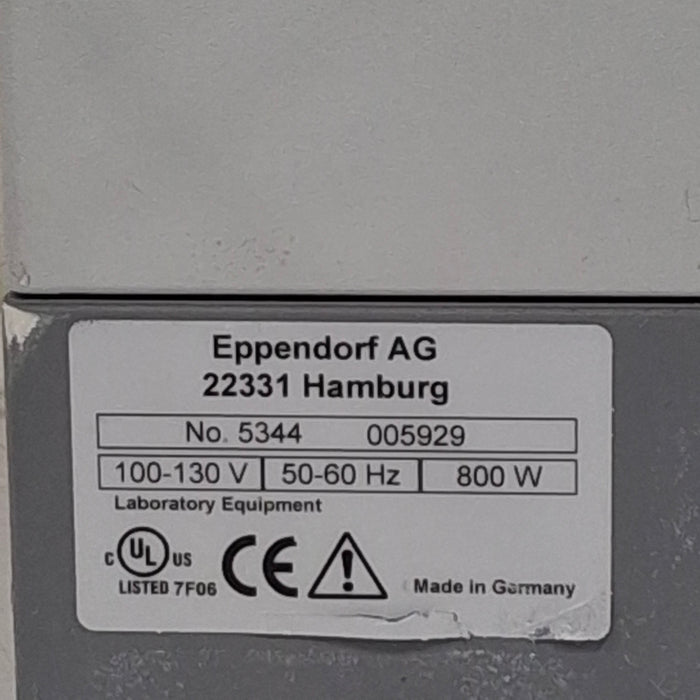 Eppendorf AG
22331 Hamburg
No. 5344 005929
100-130 V 50-60 Hz 800 W
Laboratory Equipment
C UL US
LISTED 7F06
CE
Made in Germany